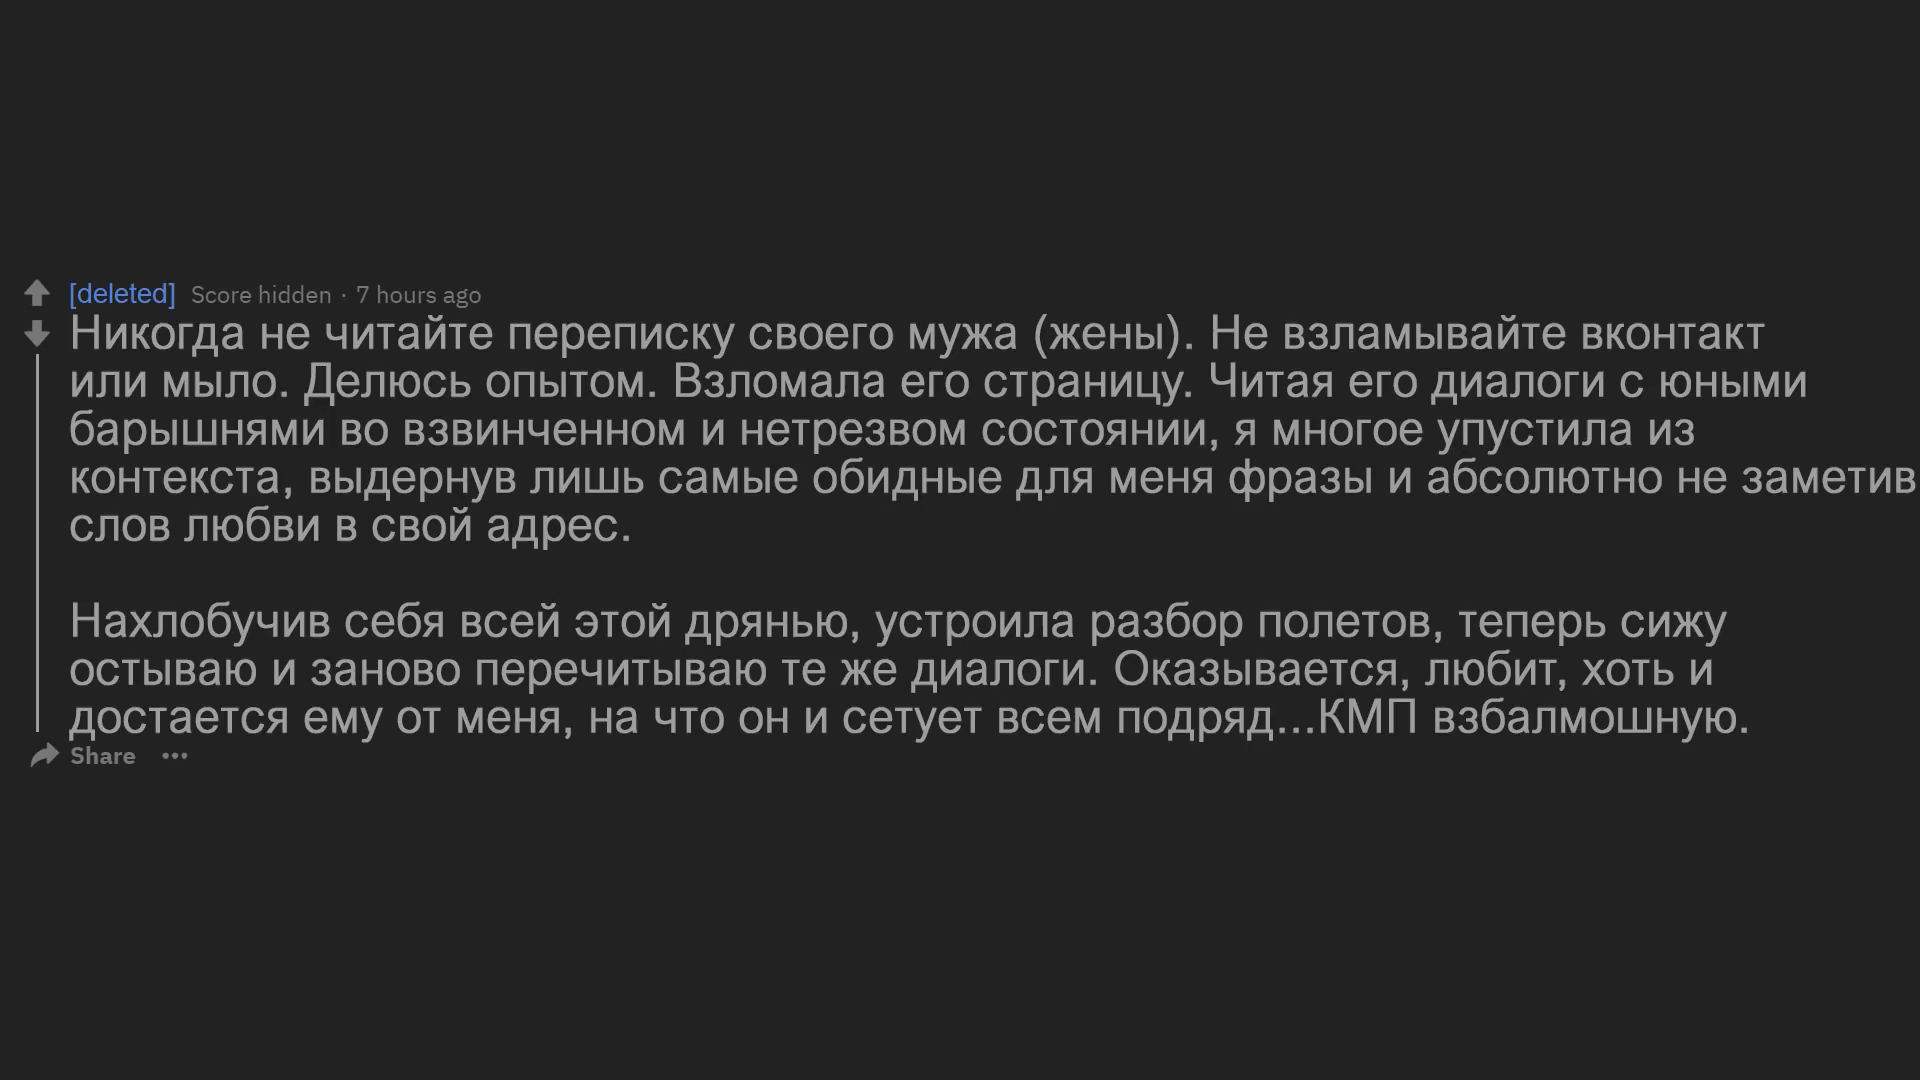 [deleted] Score hidden · 7 hours ago
Никогда не читайте переписку своего мужа (жены). Не взламывайте вконтакт
или мыло. Делюсь опытом. Взломала его страницу. Читая его диалоги с юными
барышнями во взвинченном и нетрезвом состоянии, я многое упустила из
контекста, выдернув лишь самые обидные для меня фразы и абсолютно не заметив
слов любви в свой адрес.
Нахлобучив себя всей этой дрянью, устроила разбор полетов, теперь сижу
остываю и заново перечитываю те же диалоги. Оказывается, любит, хоть и
достается ему от меня, на что он и сетует всем подряд...КМП взбалмошную.
Share ···